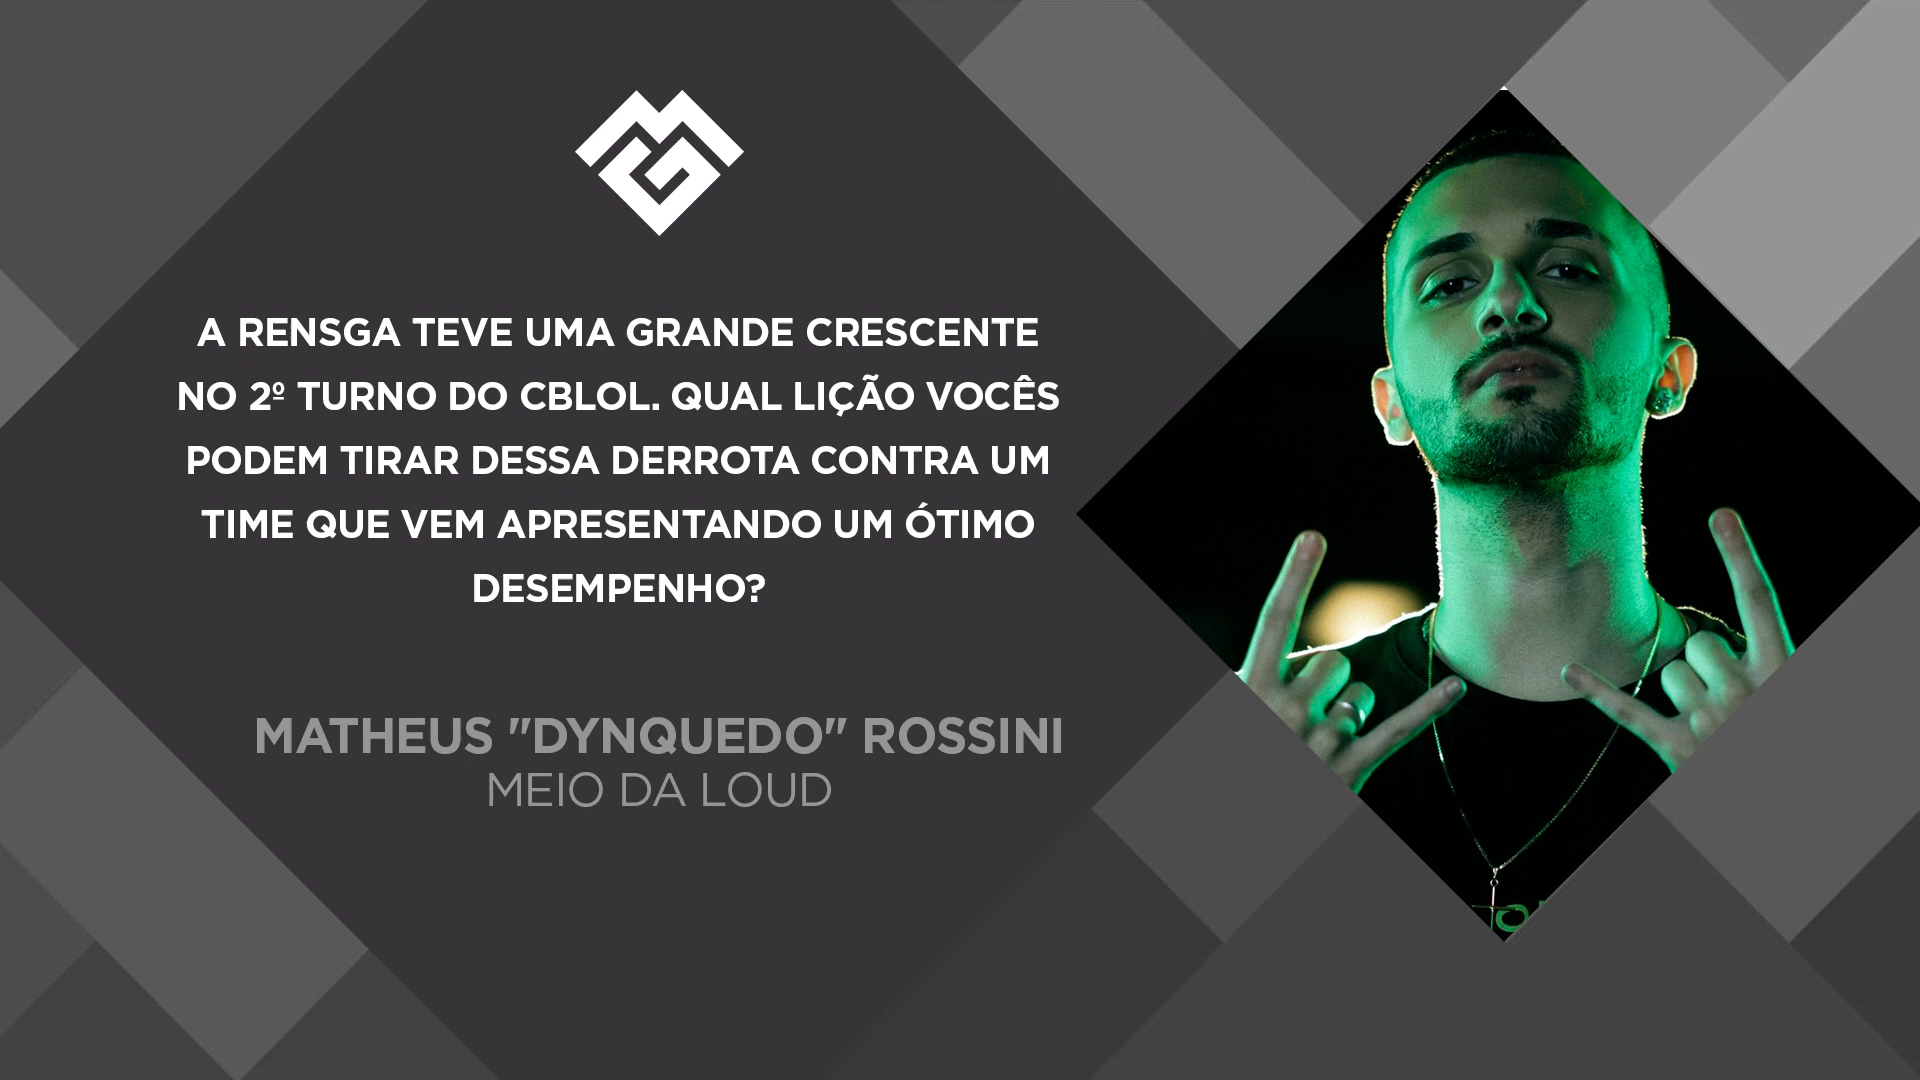 A RENSGA TEVE UMA GRANDE CRESCENTE
NO 2º TURNO DO CBLOL. QUAL LIÇÃO VOCÊS
PODEM TIRAR DESSA DERROTA CONTRA UM
TIME QUE VEM APRESENTANDO UM ÓTIMO
DESEMPENHO?
MATHEUS "DYNQUEDO" ROSSINI
MEIO DA LOUD